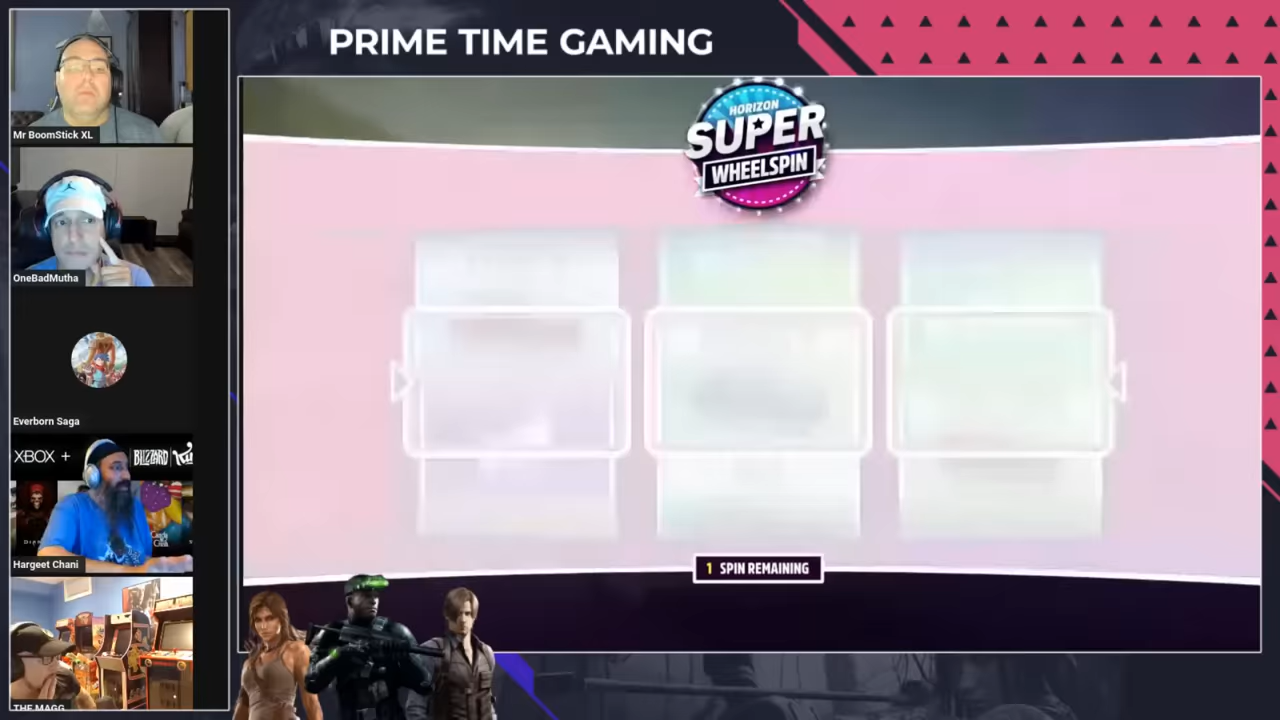 PRIME TIME GAMING
HORIZON
SUPER
WHEELSPIN
1 SPIN REMAINING
Mr BoomStick XL
OneBadMutha
Everborn Saga
XBOX + BLIZZARD
Hargeet Chani
THE MAGG